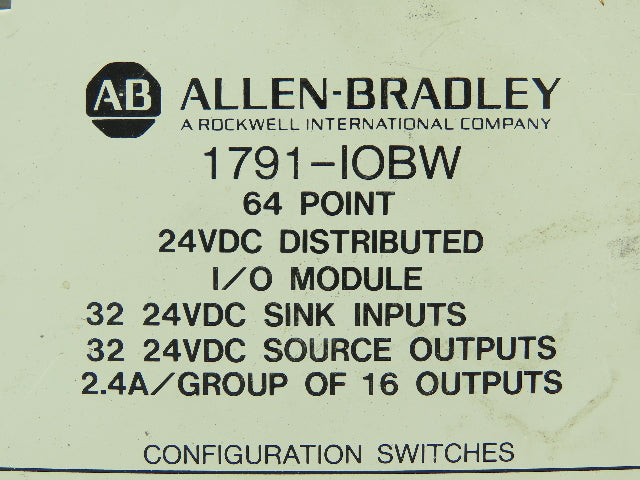 AB ALLEN-BRADLEY
A ROCKWELL INTERNATIONAL COMPANY
1791-IOBW
64 POINT
24VDC DISTRIBUTED
I/O MODULE
32 24VDC SINK INPUTS
32 24VDC SOURCE OUTPUTS
2.4A/GROUP OF 16 OUTPUTS
CONFIGURATION SWITCHES